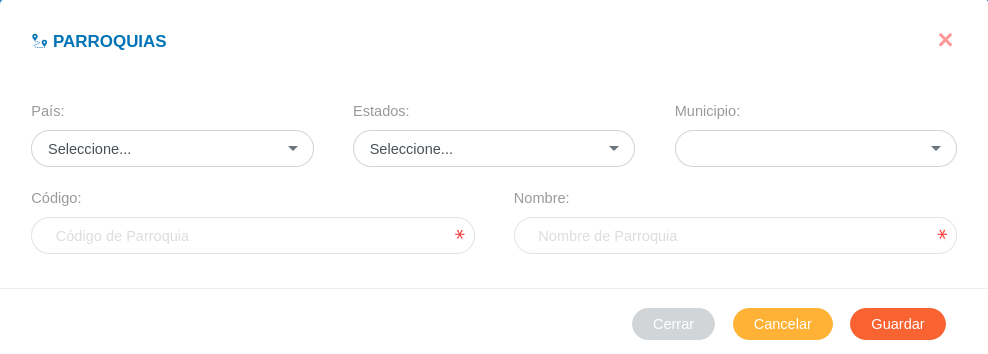 PARROQUIAS
País: Estados: Municipio:
Seleccione... Seleccione...
Código: Nombre:
Código de Parroquia Nombre de Parroquia
Cerrar Cancelar Guardar